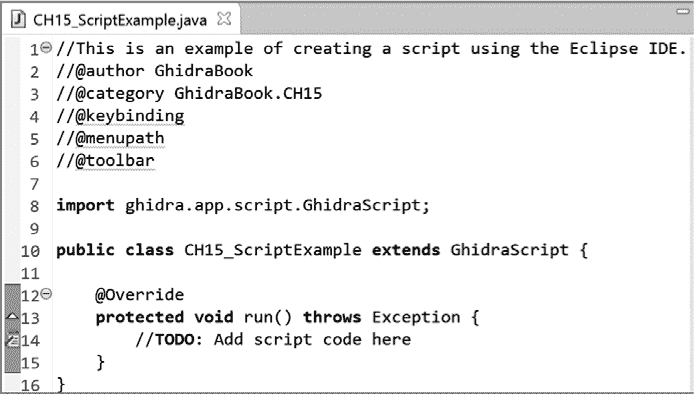 CH15_ScriptExample.java
1 //This is an example of creating a script using the Eclipse IDE.
2 //@author GhidraBook
3 //@category GhidraBook.CH15
4 //@keybinding
5 //@menupath
6 //@toolbar
7
8 import ghidra.app.script.GhidraScript;
9
10 public class CH15_ScriptExample extends GhidraScript {
11
12     @Override
13     protected void run() throws Exception {
14         //TODO: Add script code here
15     }
16 }